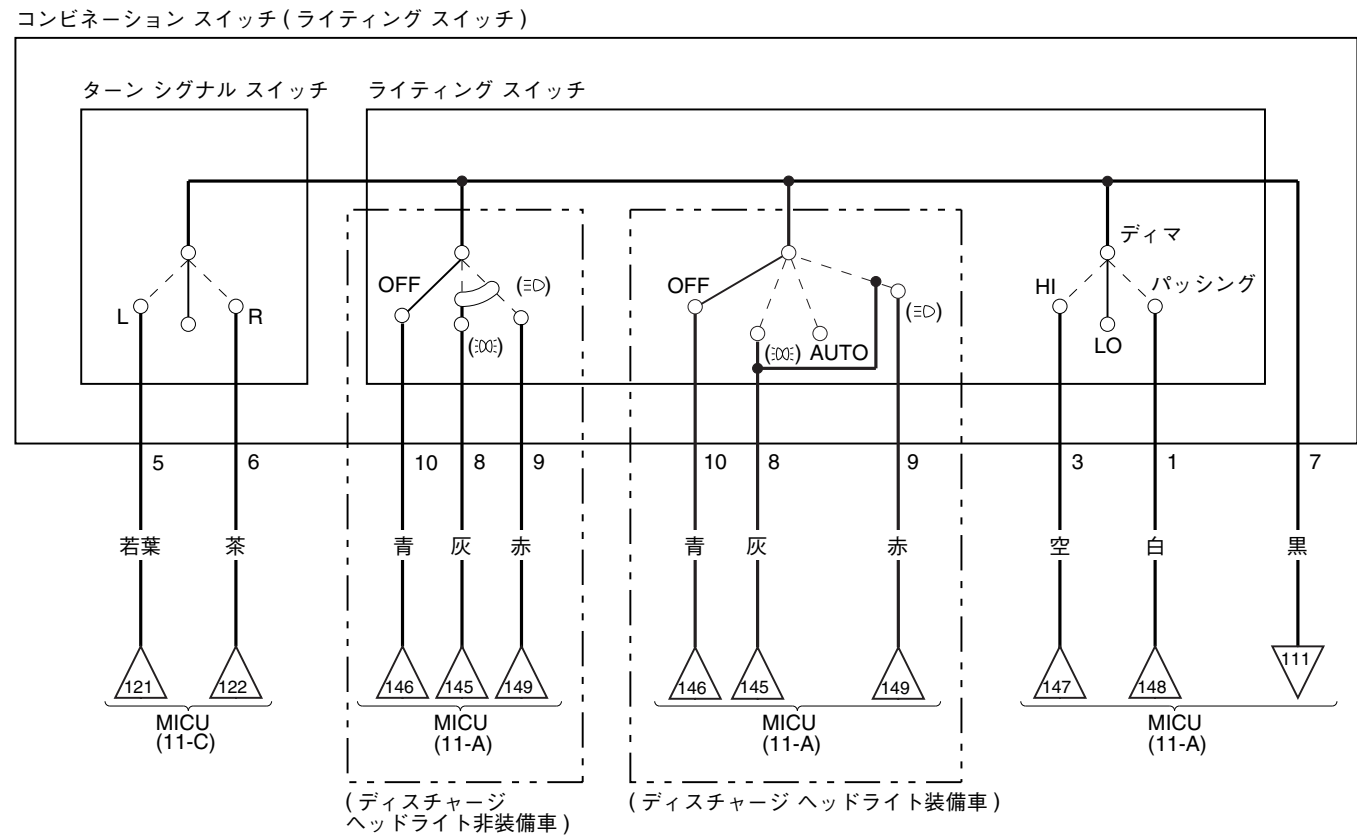 コンビネーション スイッチ ( ライティング スイッチ )
ターン シグナル スイッチ
ライティング スイッチ
ディマ
OFF
OFF
HI
パッシング
L
R
LO
AUTO
5
6
10
8
9
10
8
9
3
1
7
若葉
茶
青
灰
赤
青
灰
赤
空
白
黒
121
122
146
145
149
146
145
149
147
148
111
MICU
(11-C)
MICU
(11-A)
MICU
(11-A)
MICU
(11-A)
( ディスチャージ
ヘッドライト非装備車 )
( ディスチャージ ヘッドライト装備車 )